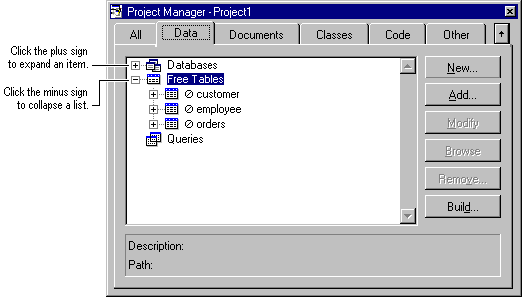 Project Manager - Project1
All Data Documents Classes Code Other
Click the plus sign
to expand an item.
Click the minus sign
to collapse a list.
Databases
Free Tables
customer
employee
orders
Queries
New...
Add...
Modify
Browse
Remove...
Build...
Description:
Path: